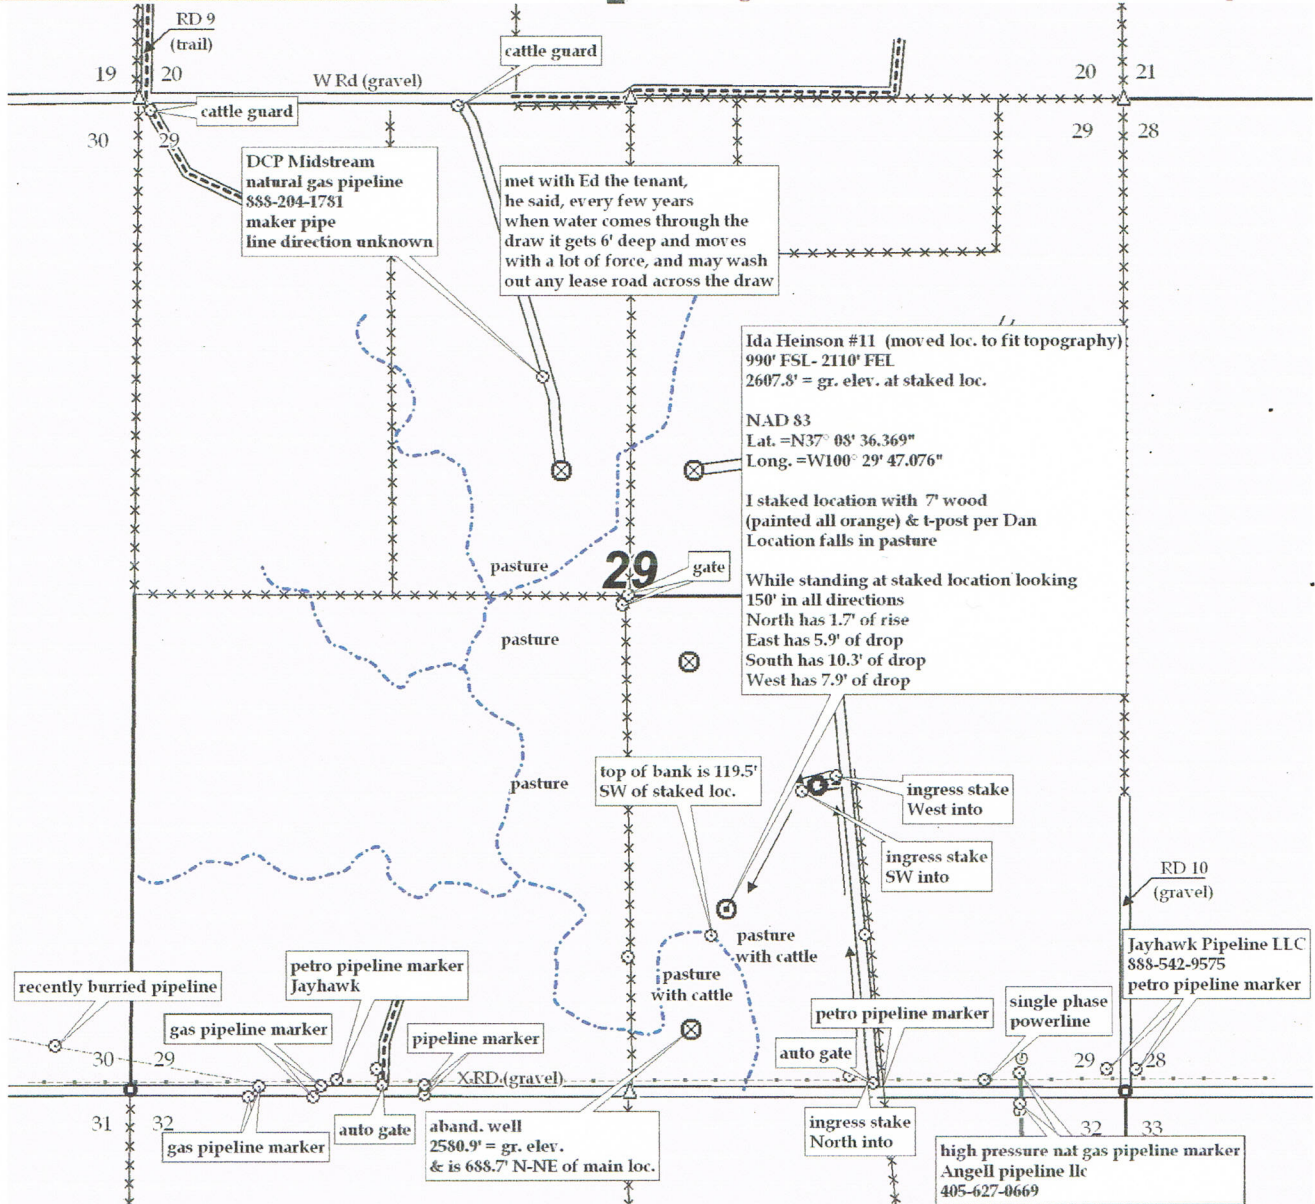 RD 9
(trail)
cattle guard
19 20
W Rd (gravel)
20 21
cattle guard
30 29
29 28
DCP Midstream
natural gas pipeline
888-204-1781
maker pipe
line direction unknown
met with Ed the tenant,
he said, every few years
when water comes through the
draw it gets 6' deep and moves
with a lot of force, and may wash
out any lease road across the draw
Ida Heinson #11 (moved loc. to fit topography)
990' FSL- 2110' FEL
2607.8' = gr. elev. at staked loc.
NAD 83
Lat. =N37° 08' 36.369"
Long. =W100° 29' 47.076"
I staked location with 7' wood
(painted all orange) & t-post per Dan
Location falls in pasture
While standing at staked location looking
150' in all directions
North has 1.7' of rise
East has 5.9' of drop
South has 10.3' of drop
West has 7.9' of drop
pasture
29
gate
pasture
pasture
top of bank is 119.5'
SW of staked loc.
ingress stake
West into
ingress stake
SW into
RD 10
(gravel)
pasture
with cattle
pasture
with cattle
Jayhawk Pipeline LLC
888-542-9575
petro pipeline marker
petro pipeline marker
Jayhawk
recently burried pipeline
single phase
powerline
petro pipeline marker
gas pipeline marker
pipeline marker
auto gate
30 29
29 28
G
X RD (gravel)
G
31 32
32 33
gas pipeline marker
auto gate
aband. well
2580.9' = gr. elev.
& is 688.7' N-NE of main loc.
ingress stake
North into
high pressure nat gas pipeline marker
Angell pipeline llc
405-627-0669